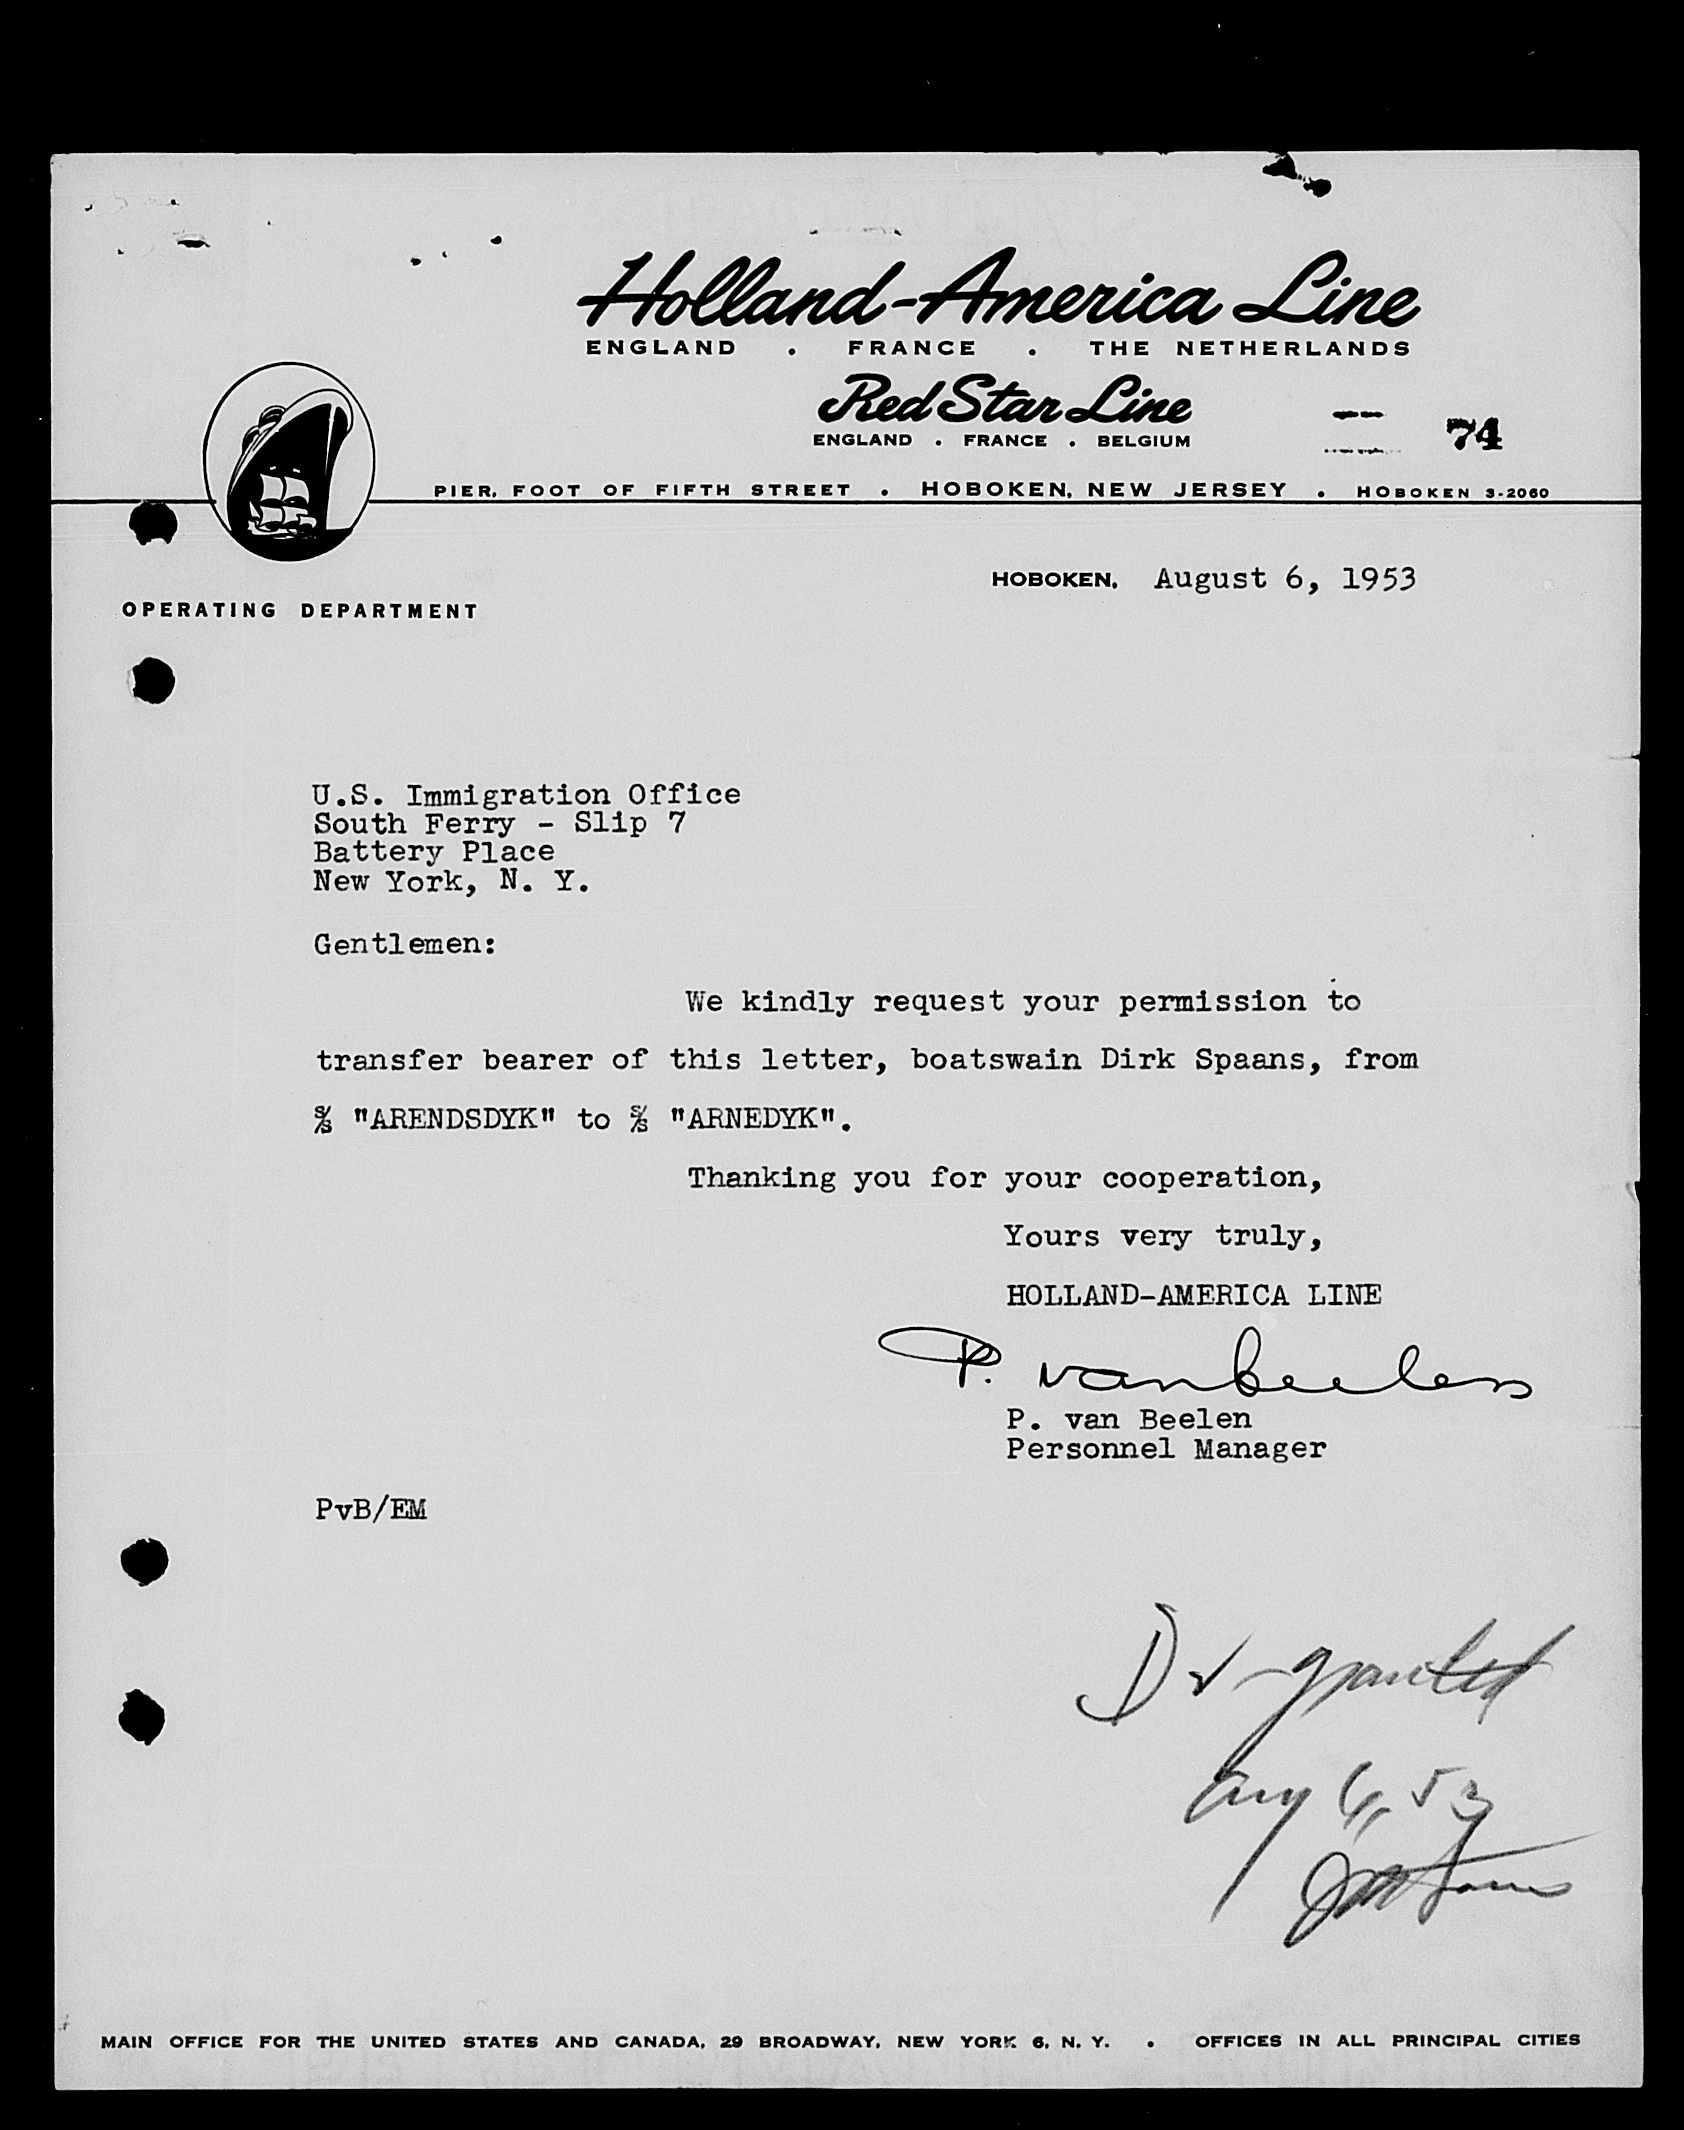 Holland-America Line
ENGLAND . FRANCE . THE NETHERLANDS
Red Star Line
ENGLAND . FRANCE . BELGIUM
74
PIER, FOOT OF FIFTH STREET . HOBOKEN, NEW JERSEY . HOBOKEN 3-2060
HOBOKEN, August 6, 1953
OPERATING DEPARTMENT
U.S. Immigration Office
South Ferry - Slip 7
Battery Place
New York, N. Y.
Gentlemen:
We kindly request your permission to
transfer bearer of this letter, boatswain Dirk Spaans, from
S/S "ARENDSDYK" to S/S "ARNEDYK".
Thanking you for your cooperation,
Yours very truly,
HOLLAND-AMERICA LINE
P. van Beelen
P. van Beelen
Personnel Manager
PvB/EM
granted
Aug 6, 53
MAIN OFFICE FOR THE UNITED STATES AND CANADA, 29 BROADWAY, NEW YORK 6, N. Y. . OFFICES IN ALL PRINCIPAL CITIES